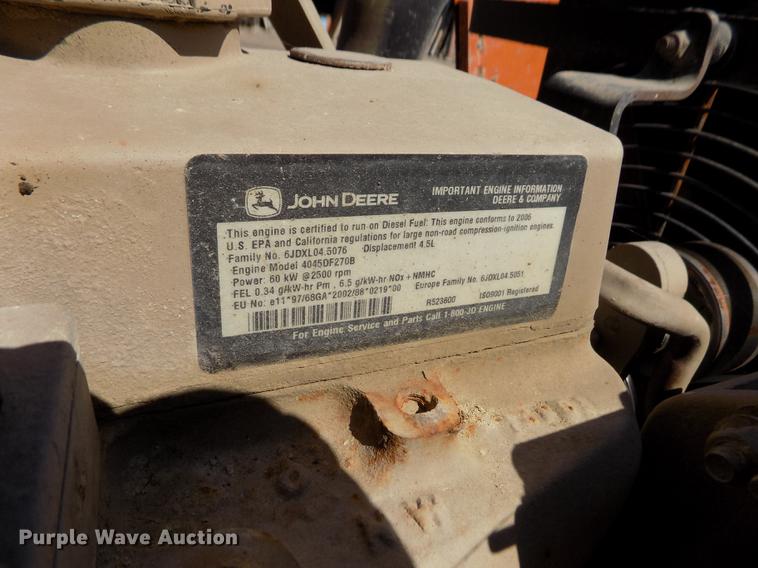 JOHN DEERE
IMPORTANT ENGINE INFORMATION
DEERE & COMPANY
This engine is certified to run on Diesel Fuel: This engine conforms to 2006
U.S. EPA and California regulations for large non-road compression-ignition engines.
Family No. 6JDXL04.5076 Displacement 4.5L
Engine Model 4045DF270B
Power: 60 kW @2500 rpm
FEL 0.34 g/kW-hr Pm , 6.5 g/kW-hr NOx + NMHC
EU No: e11*97/68GA*2002/88*0219*00 Europe Family No. 6JDXL04.5051
R523600 ISO9001 Registered
For Engine Service and Parts Call 1-800-JD ENGINE
Purple Wave Auction